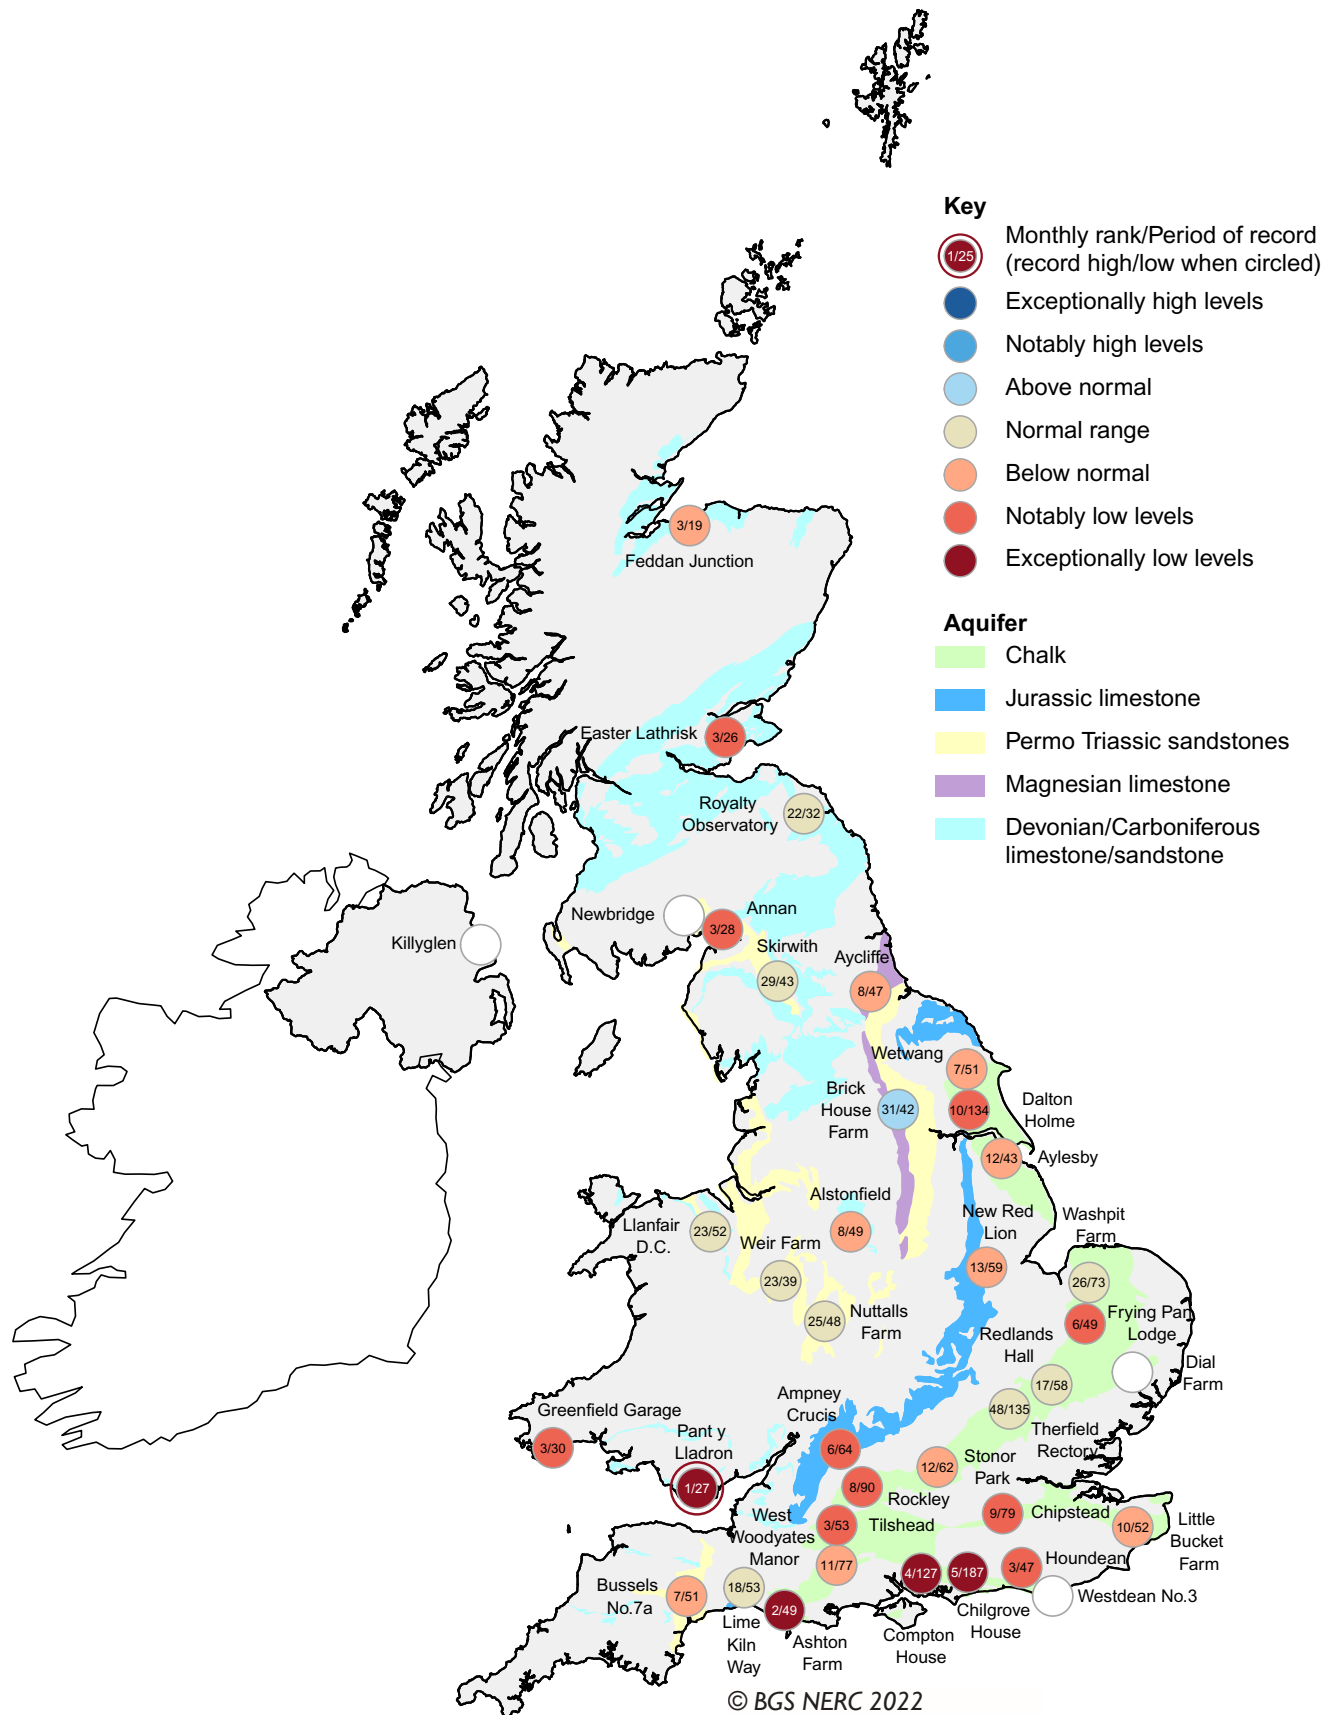 Key
1/25
Monthly rank/Period of record
(record high/low when circled)
Exceptionally high levels
Notably high levels
Above normal
Normal range
Below normal
Notably low levels
Exceptionally low levels
Aquifer
Chalk
Jurassic limestone
Permo Triassic sandstones
Magnesian limestone
Devonian/Carboniferous
limestone/sandstone
3/19
Feddan Junction
Easter Lathrisk
3/26
Royalty
Observatory
22/32
Newbridge
Annan
3/28
Killyglen
Skirwith
29/43
Aycliffe
8/47
Wetwang
7/51
Brick
House
Farm
31/42
10/134
Dalton
Holme
12/43
Aylesby
Llanfair
D.C.
23/52
Alstonfield
8/49
New Red
Lion
13/59
Washpit
Farm
26/73
Weir Farm
23/39
25/48
Nuttalls
Farm
6/49
Frying Pan
Lodge
Redlands
Hall
17/58
Dial
Farm
48/135
Therfield
Rectory
Greenfield Garage
3/30
Pant y
Lladron
1/27
Ampney
Crucis
6/64
12/62
Stonor
Park
8/90
Rockley
West
Woodyates
Manor
3/53
Tilshead
11/77
9/79
Chipstead
10/52
Little
Bucket
Farm
4/127
5/187
3/47
Houndean
Westdean No.3
Bussels
No.7a
7/51
18/53
Lime
Kiln
Way
2/49
Ashton
Farm
Compton
House
Chilgrove
House
© BGS NERC 2022